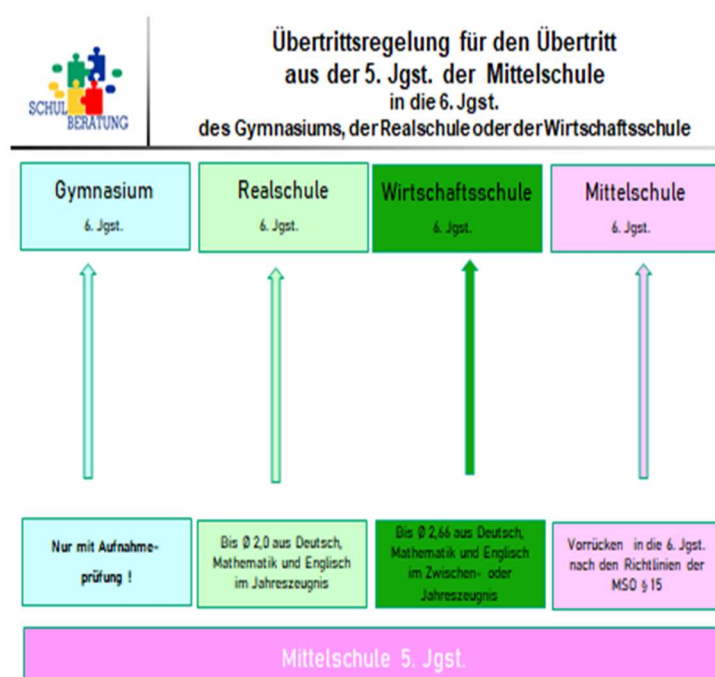 SCHUL
BERATUNG
Übertrittsregelung für den Übertritt
aus der 5. Jgst. der Mittelschule
in die 6. Jgst.
des Gymnasiums, der Realschule oder der Wirtschaftsschule
Gymnasium
6. Jgst.
Realschule
6. Jgst.
Wirtschaftsschule
6. Jgst.
Mittelschule
6. Jgst.
Nur mit Aufnahme-
prüfung !
Bis Ø 2,0 aus Deutsch,
Mathematik und Englisch
im Jahreszeugnis
Bis Ø 2,66 aus Deutsch,
Mathematik und Englisch
im Zwischen- oder
Jahreszeugnis
Vorrücken in die 6. Jgst.
nach den Richtlinien der
MSO § 15
Mittelschule 5. Jgst.